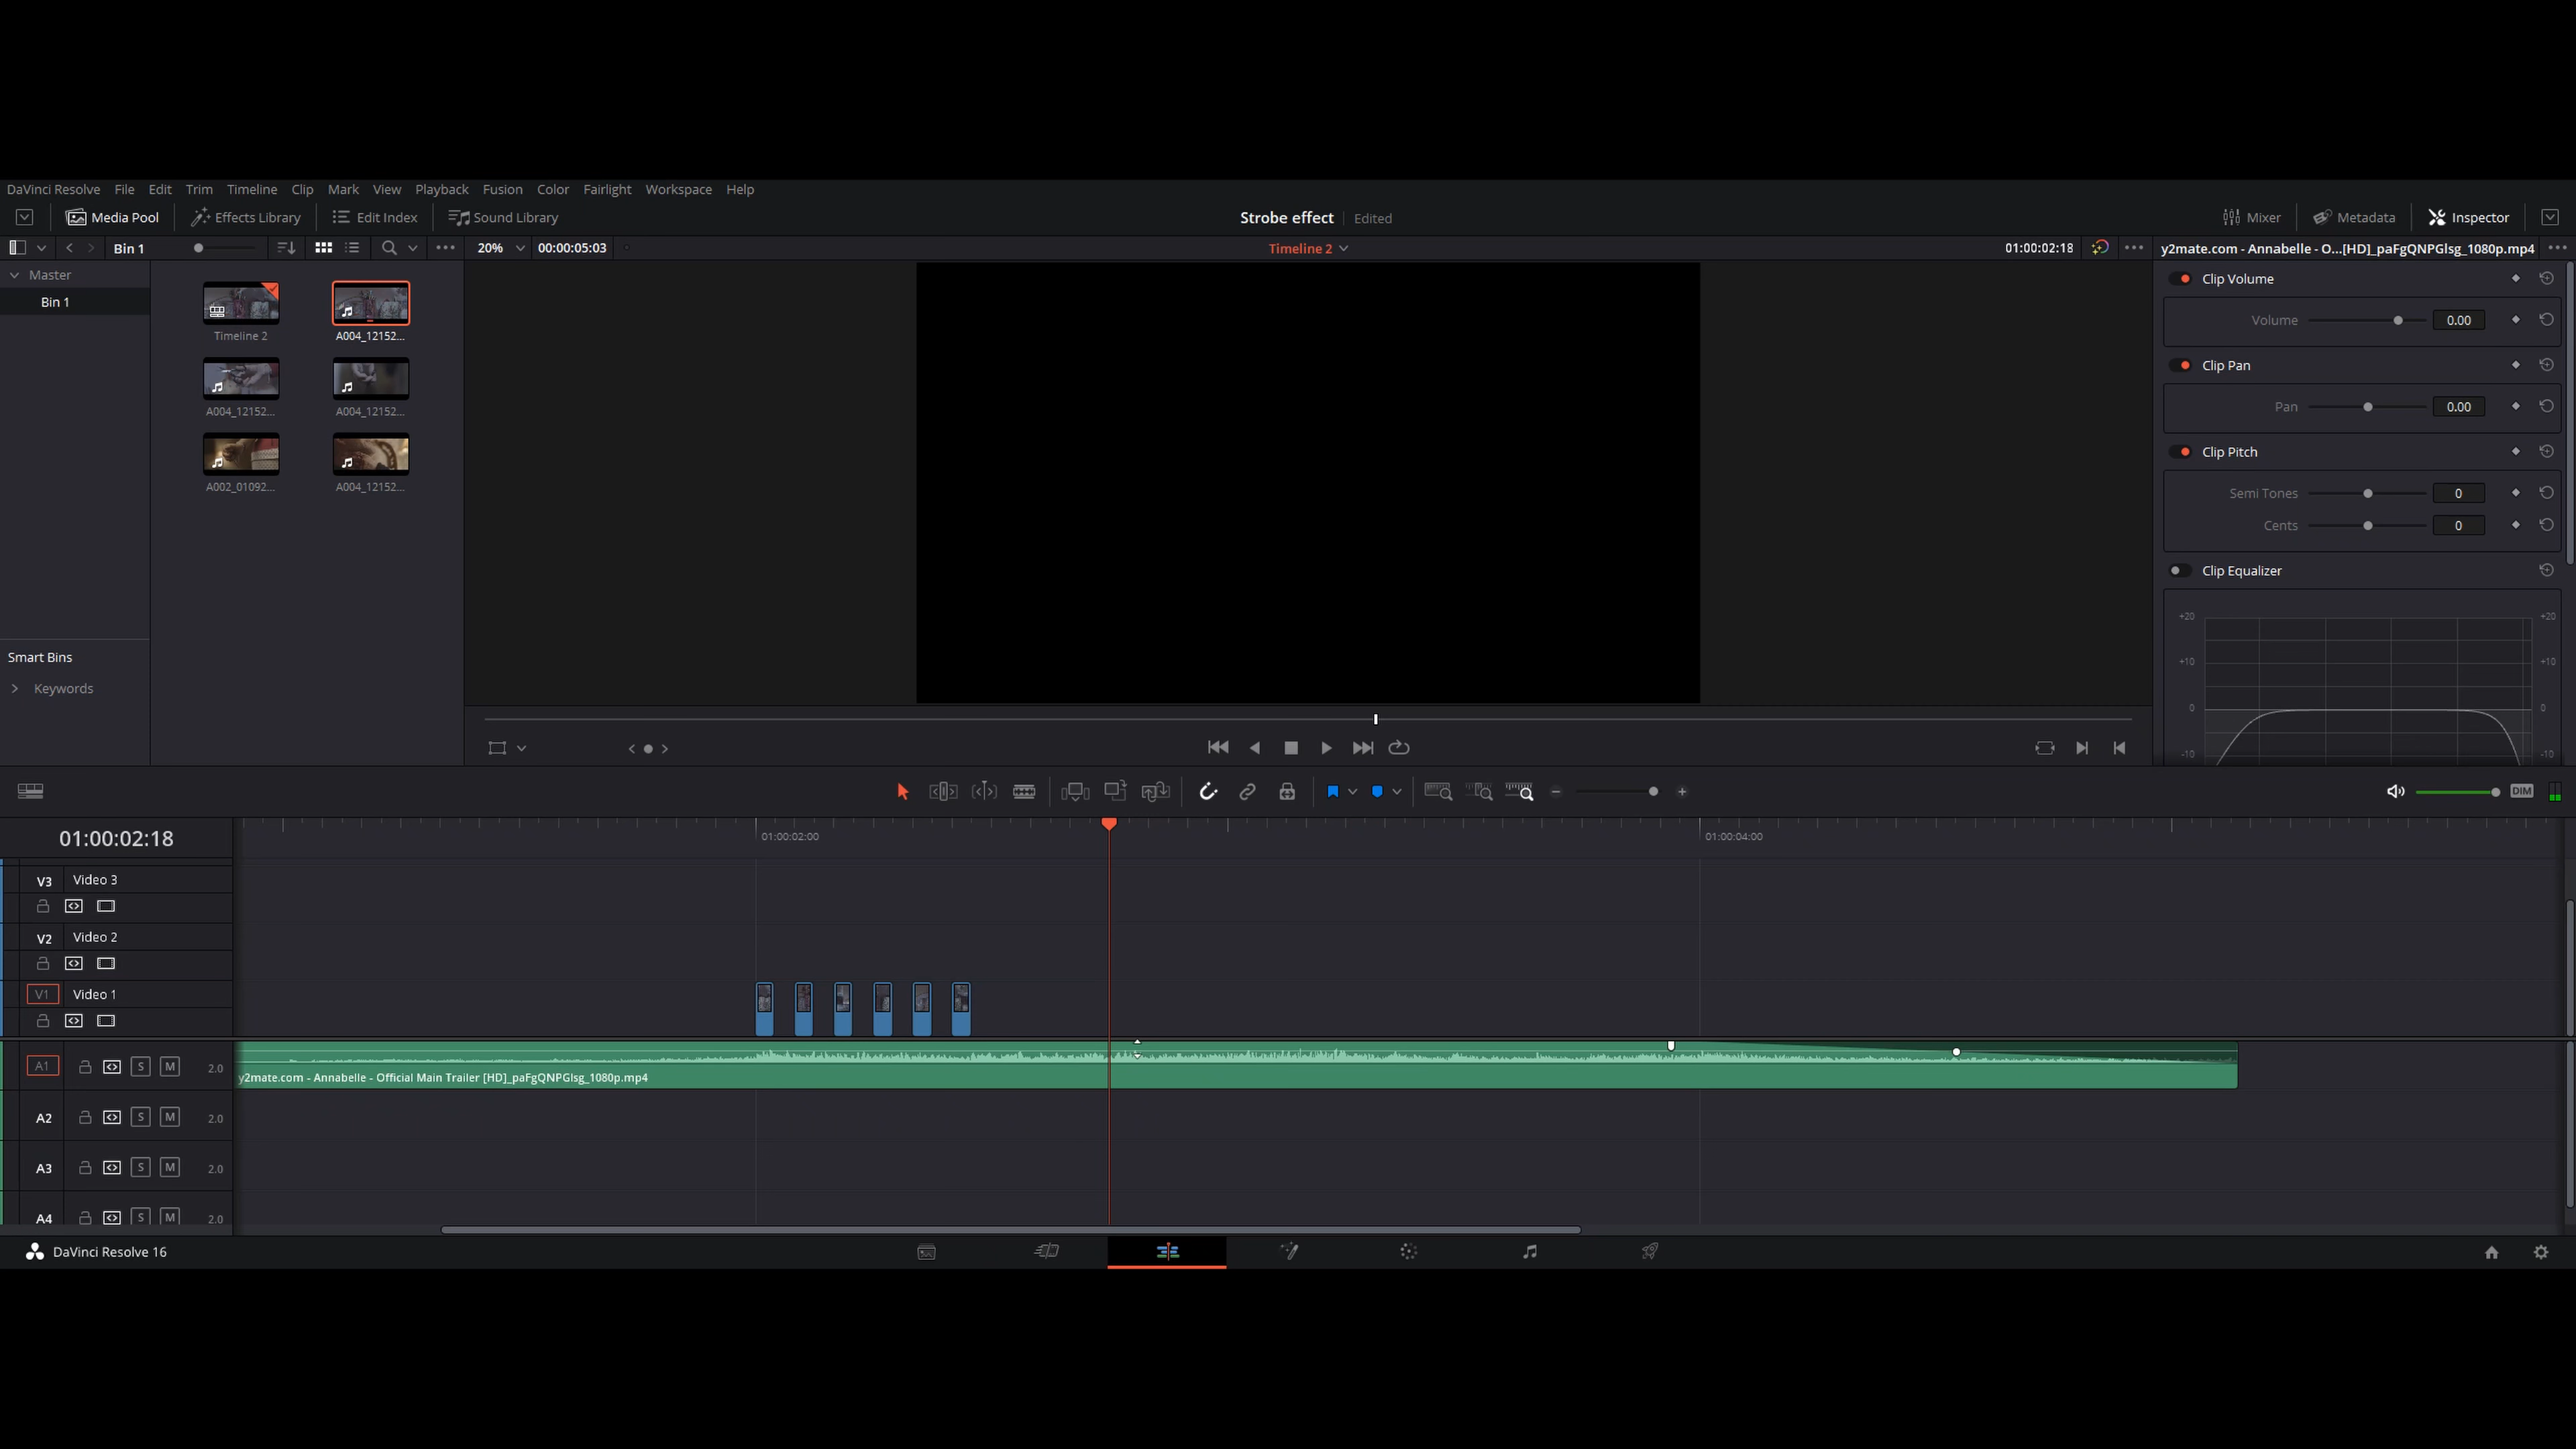 DaVinci Resolve File Edit Trim Timeline Clip Mark View Playback Fusion Color Fairlight Workspace Help
Media Pool Effects Library Edit Index Sound Library Strobe effect Edited Mixer Metadata Inspector
Bin 1 20% 00:00:05:03 Timeline 2 01:00:02:18 y2mate.com - Annabelle - O...[HD]_paFgQNPGlsg_1080p.mp4
Master
Bin 1
Timeline 2 A004_12152...
A004_12152... A004_12152...
A002_01092... A004_12152...
Smart Bins
Keywords
Clip Volume
Volume 0.00
Clip Pan
Pan 0.00
Clip Pitch
Semi Tones 0
Cents 0
Clip Equalizer
+20 +20
+10 +10
0 0
-10 -10
DIM
01:00:02:18 01:00:02:00 01:00:04:00
V3 Video 3
V2 Video 2
V1 Video 1
A1 S M 2.0
y2mate.com - Annabelle - Official Main Trailer [HD]_paFgQNPGlsg_1080p.mp4
A2 S M 2.0
A3 S M 2.0
A4 S M 2.0
DaVinci Resolve 16